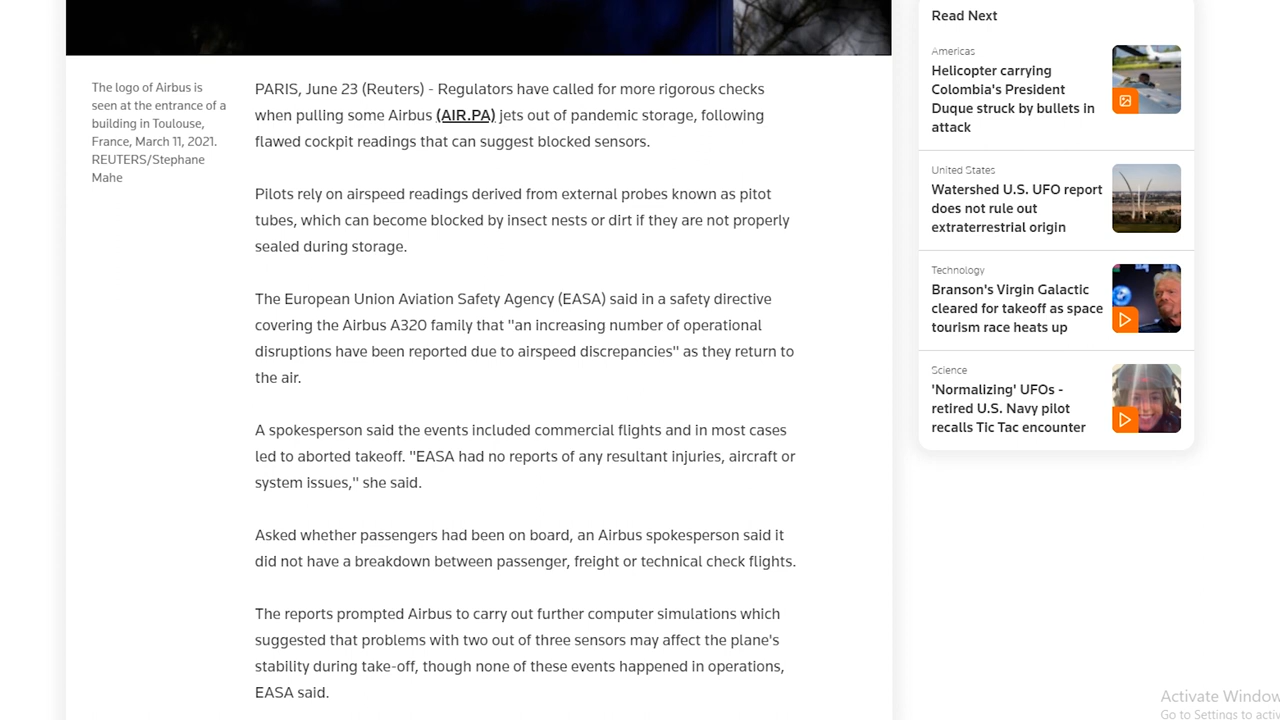 The logo of Airbus is
seen at the entrance of a
building in Toulouse,
France, March 11, 2021.
REUTERS/Stephane
Mahe
PARIS, June 23 (Reuters) - Regulators have called for more rigorous checks
when pulling some Airbus (AIR.PA) jets out of pandemic storage, following
flawed cockpit readings that can suggest blocked sensors.
Pilots rely on airspeed readings derived from external probes known as pitot
tubes, which can become blocked by insect nests or dirt if they are not properly
sealed during storage.
The European Union Aviation Safety Agency (EASA) said in a safety directive
covering the Airbus A320 family that "an increasing number of operational
disruptions have been reported due to airspeed discrepancies" as they return to
the air.
A spokesperson said the events included commercial flights and in most cases
led to aborted takeoff. "EASA had no reports of any resultant injuries, aircraft or
system issues," she said.
Asked whether passengers had been on board, an Airbus spokesperson said it
did not have a breakdown between passenger, freight or technical check flights.
The reports prompted Airbus to carry out further computer simulations which
suggested that problems with two out of three sensors may affect the plane's
stability during take-off, though none of these events happened in operations,
EASA said.
Read Next
Americas
Helicopter carrying
Colombia's President
Duque struck by bullets in
attack
United States
Watershed U.S. UFO report
does not rule out
extraterrestrial origin
Technology
Branson's Virgin Galactic
cleared for takeoff as space
tourism race heats up
Science
'Normalizing' UFOs -
retired U.S. Navy pilot
recalls Tic Tac encounter
Activate Window
Go to Settings to activ